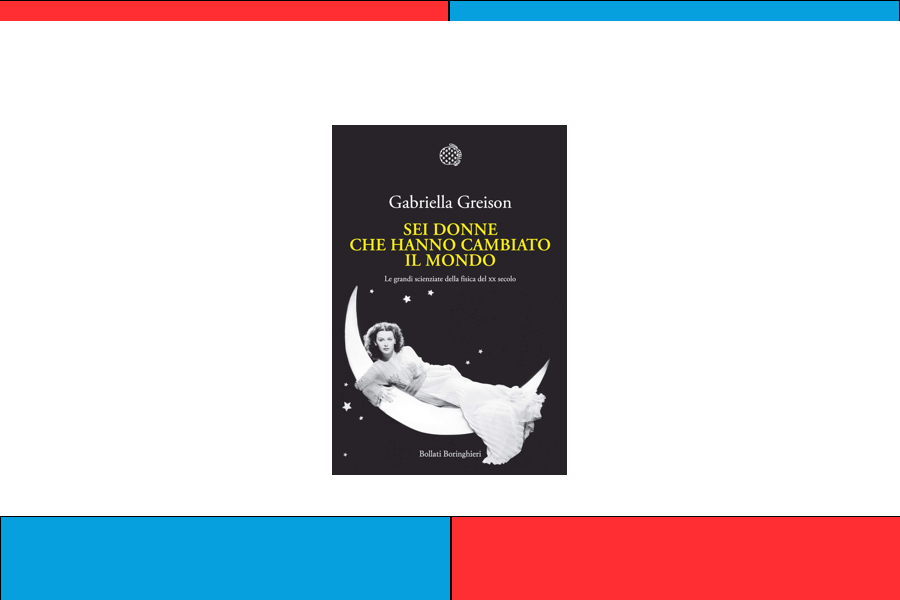 Gabriella Greison
SEI DONNE
CHE HANNO CAMBIATO
IL MONDO
Le grandi scienziate della fisica del XX secolo
Bollati Boringhieri